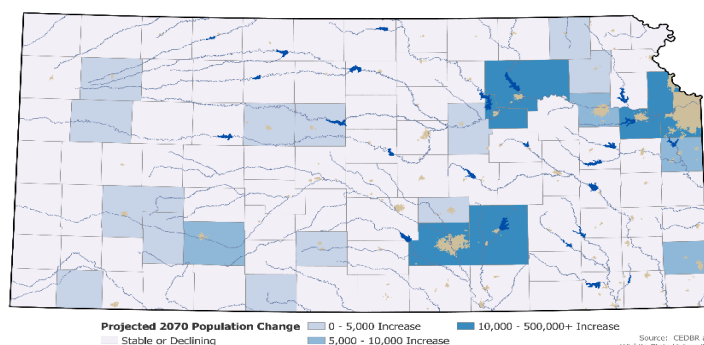 Projected 2070 Population Change
0 - 5,000 Increase
10,000 - 500,000+ Increase
Stable or Declining
5,000 - 10,000 Increase
Source: CEDBR